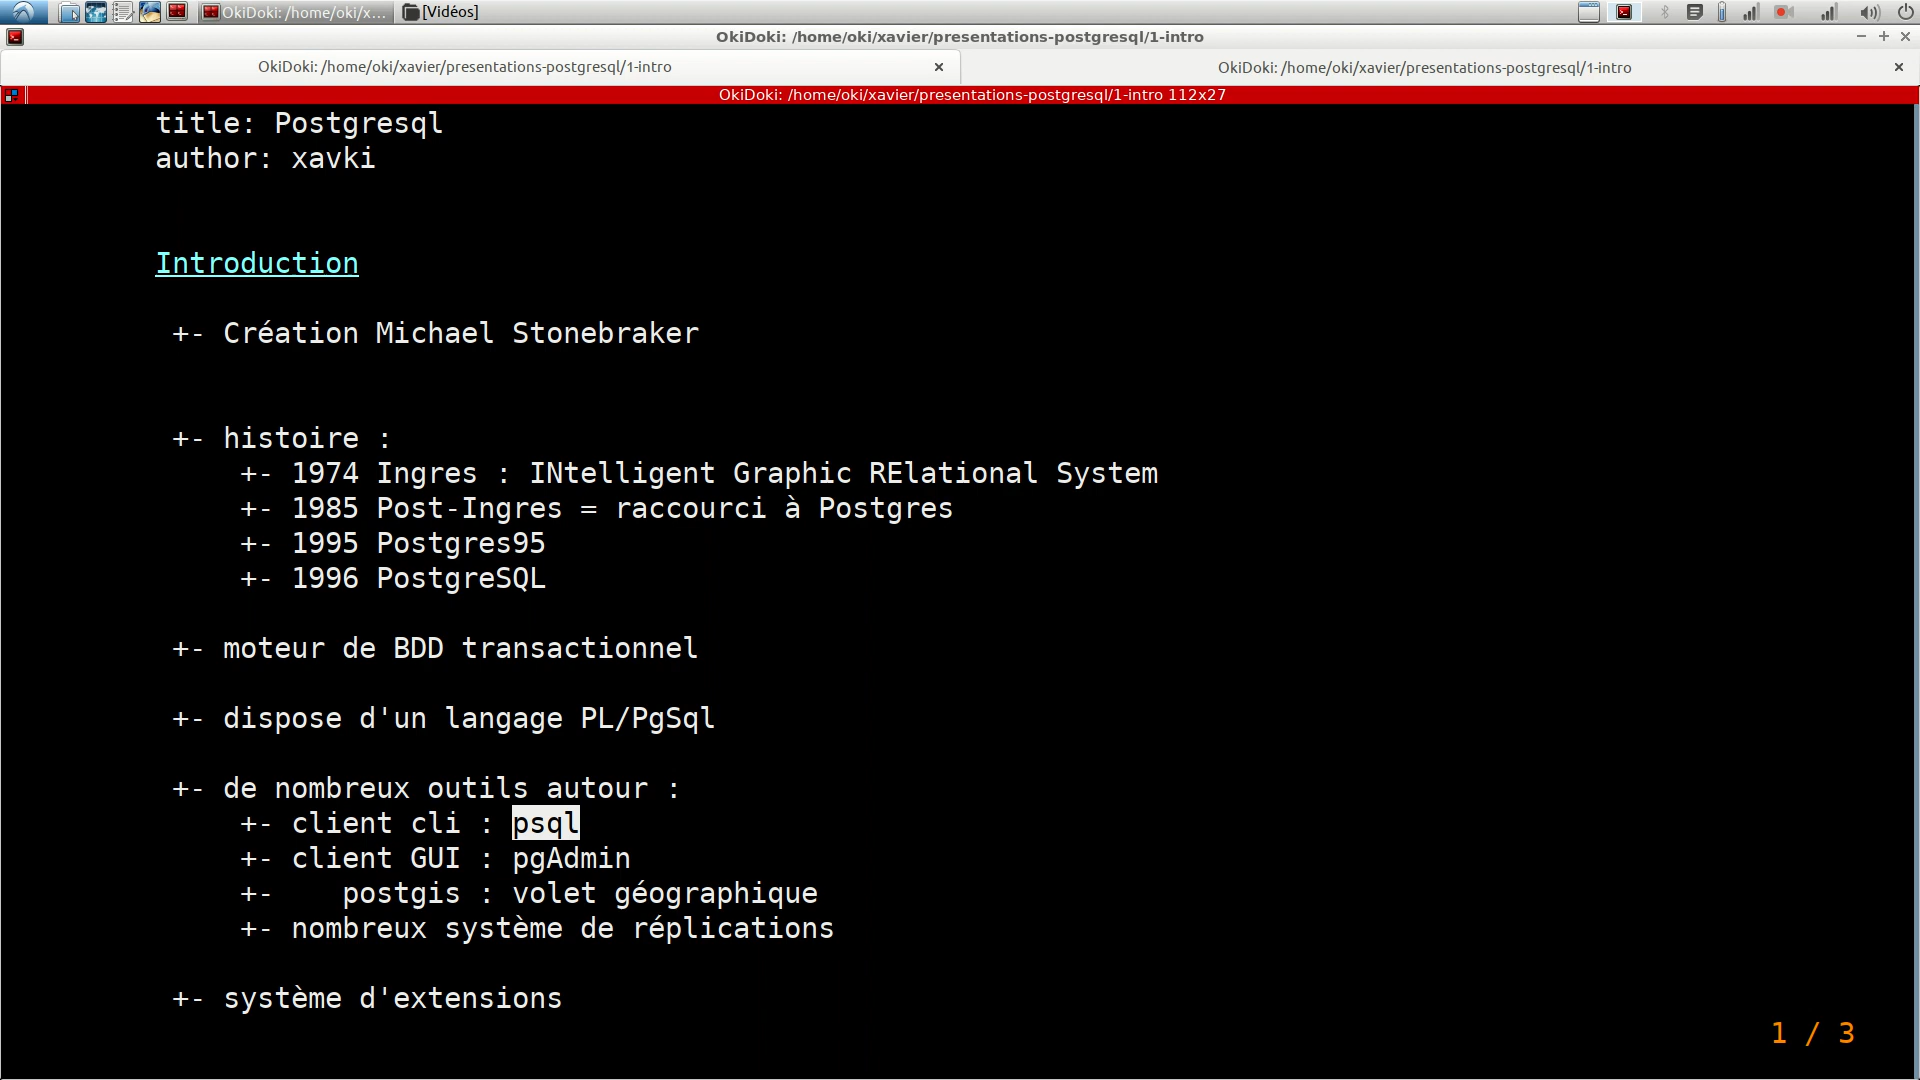 OkiDoki: /home/oki/x...
[Vidéos]
OkiDoki: /home/oki/xavier/presentations-postgresql/1-intro
OkiDoki: /home/oki/xavier/presentations-postgresql/1-intro
OkiDoki: /home/oki/xavier/presentations-postgresql/1-intro
OkiDoki: /home/oki/xavier/presentations-postgresql/1-intro 112x27
title: Postgresql
author: xavki
Introduction
+- Création Michael Stonebraker
+- histoire :
+- 1974 Ingres : INtelligent Graphic RElational System
+- 1985 Post-Ingres = raccourci à Postgres
+- 1995 Postgres95
+- 1996 PostgreSQL
+- moteur de BDD transactionnel
+- dispose d'un langage PL/PgSql
+- de nombreux outils autour :
+- client cli : psql
+- client GUI : pgAdmin
+- postgis : volet géographique
+- nombreux système de réplications
+- système d'extensions
1 / 3